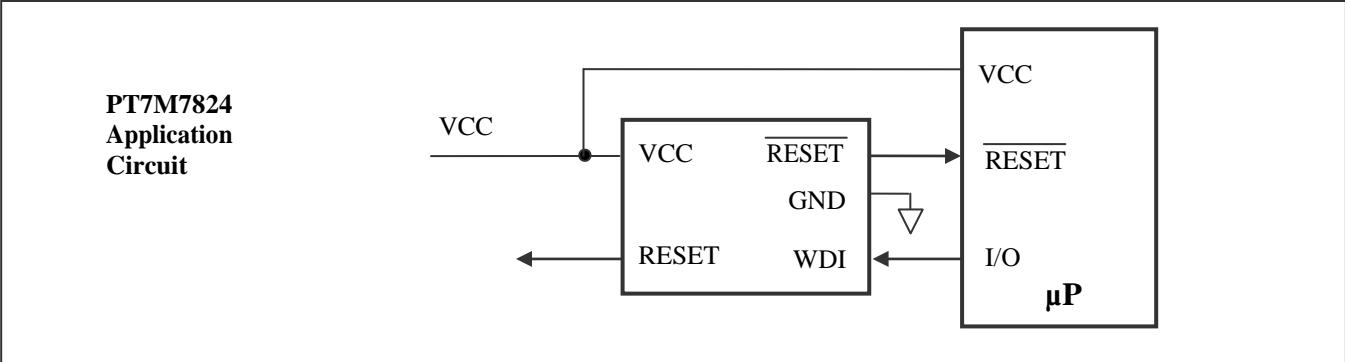 PT7M7824
Application
Circuit
VCC
VCC
RESET
GND
RESET
WDI
VCC
RESET
I/O
µP